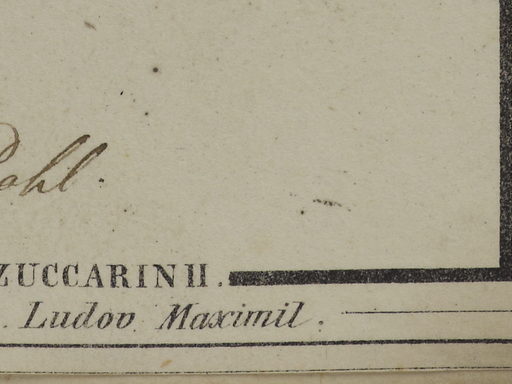 Pohl.
ZUCCARINII.
. Ludov Maximil.